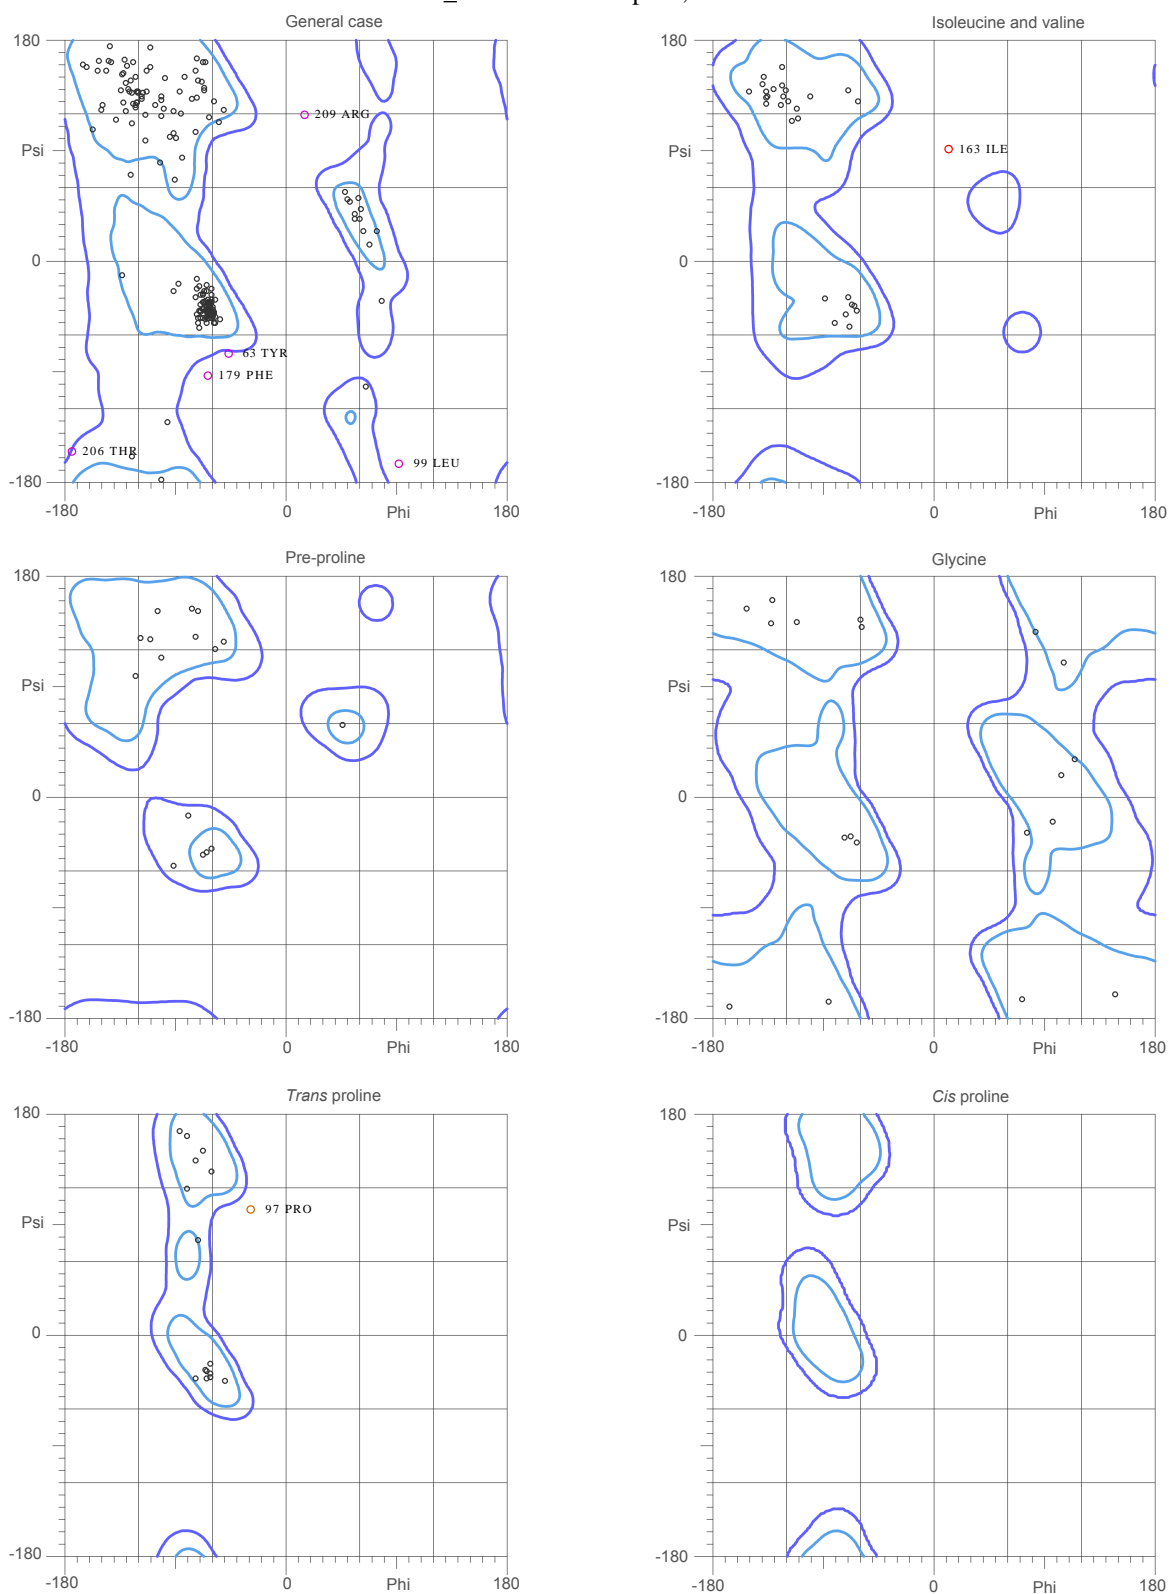 General case
Isoleucine and valine
180
180
209 ARG
Psi
Psi
163 ILE
0
0
63 TYR
179 PHE
206 THR
99 LEU
-180
-180
-180
0
Phi
180
-180
0
Phi
180
Pre-proline
Glycine
180
180
Psi
Psi
0
0
-180
-180
-180
0
Phi
180
-180
0
Phi
180
Trans proline
Cis proline
180
180
97 PRO
Psi
Psi
0
0
-180
-180
-180
0
Phi
180
-180
0
Phi
180